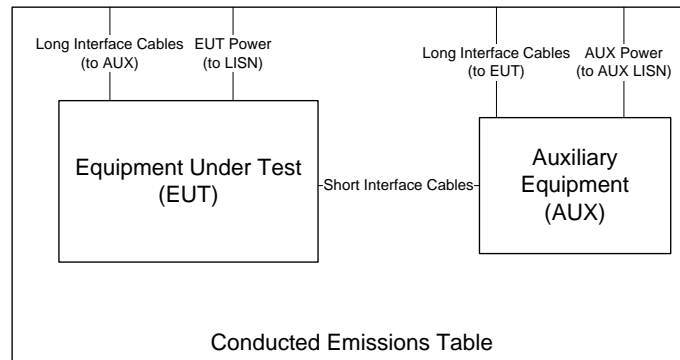 Long Interface Cables
(to AUX)
EUT Power
(to LISN)
Long Interface Cables
(to EUT)
AUX Power
(to AUX LISN)
Equipment Under Test
(EUT)
Short Interface Cables
Auxiliary
Equipment
(AUX)
Conducted Emissions Table